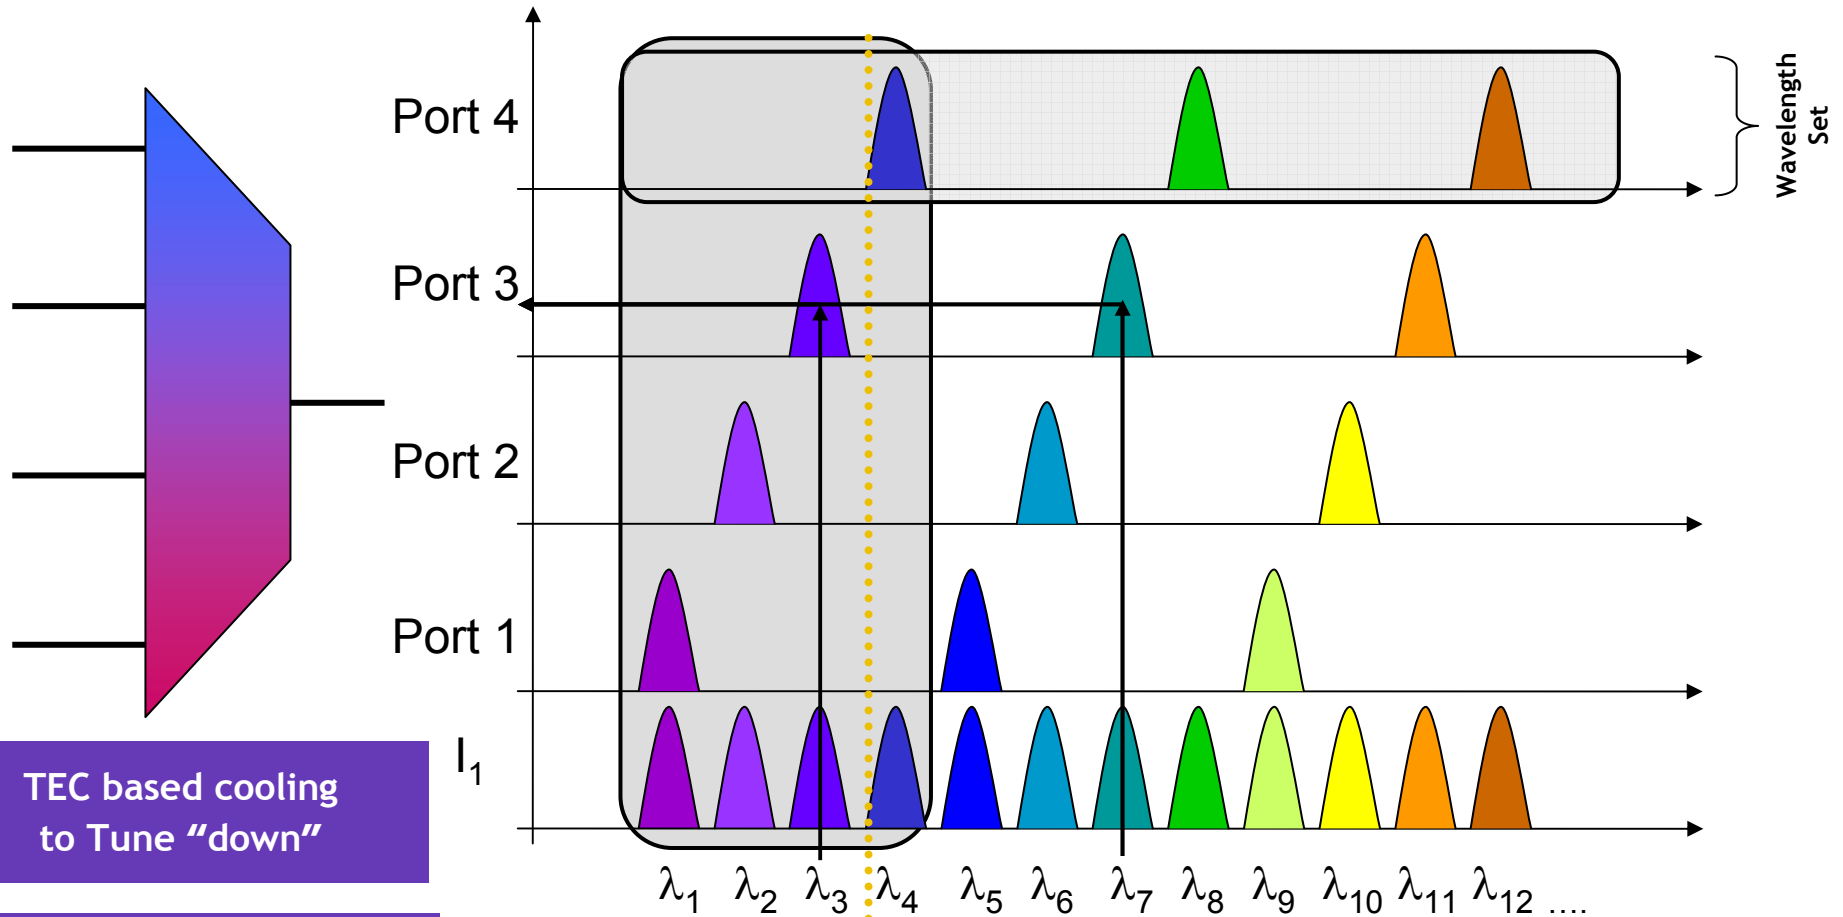 Port 4
Wavelength
Set
Port 3
Port 2
Port 1
I₁
TEC based cooling
to Tune “down”
λ₁ λ₂ λ₃ λ₄ λ₅ λ₆ λ₇ λ₈ λ₉ λ₁₀ λ₁₁ λ₁₂ ....